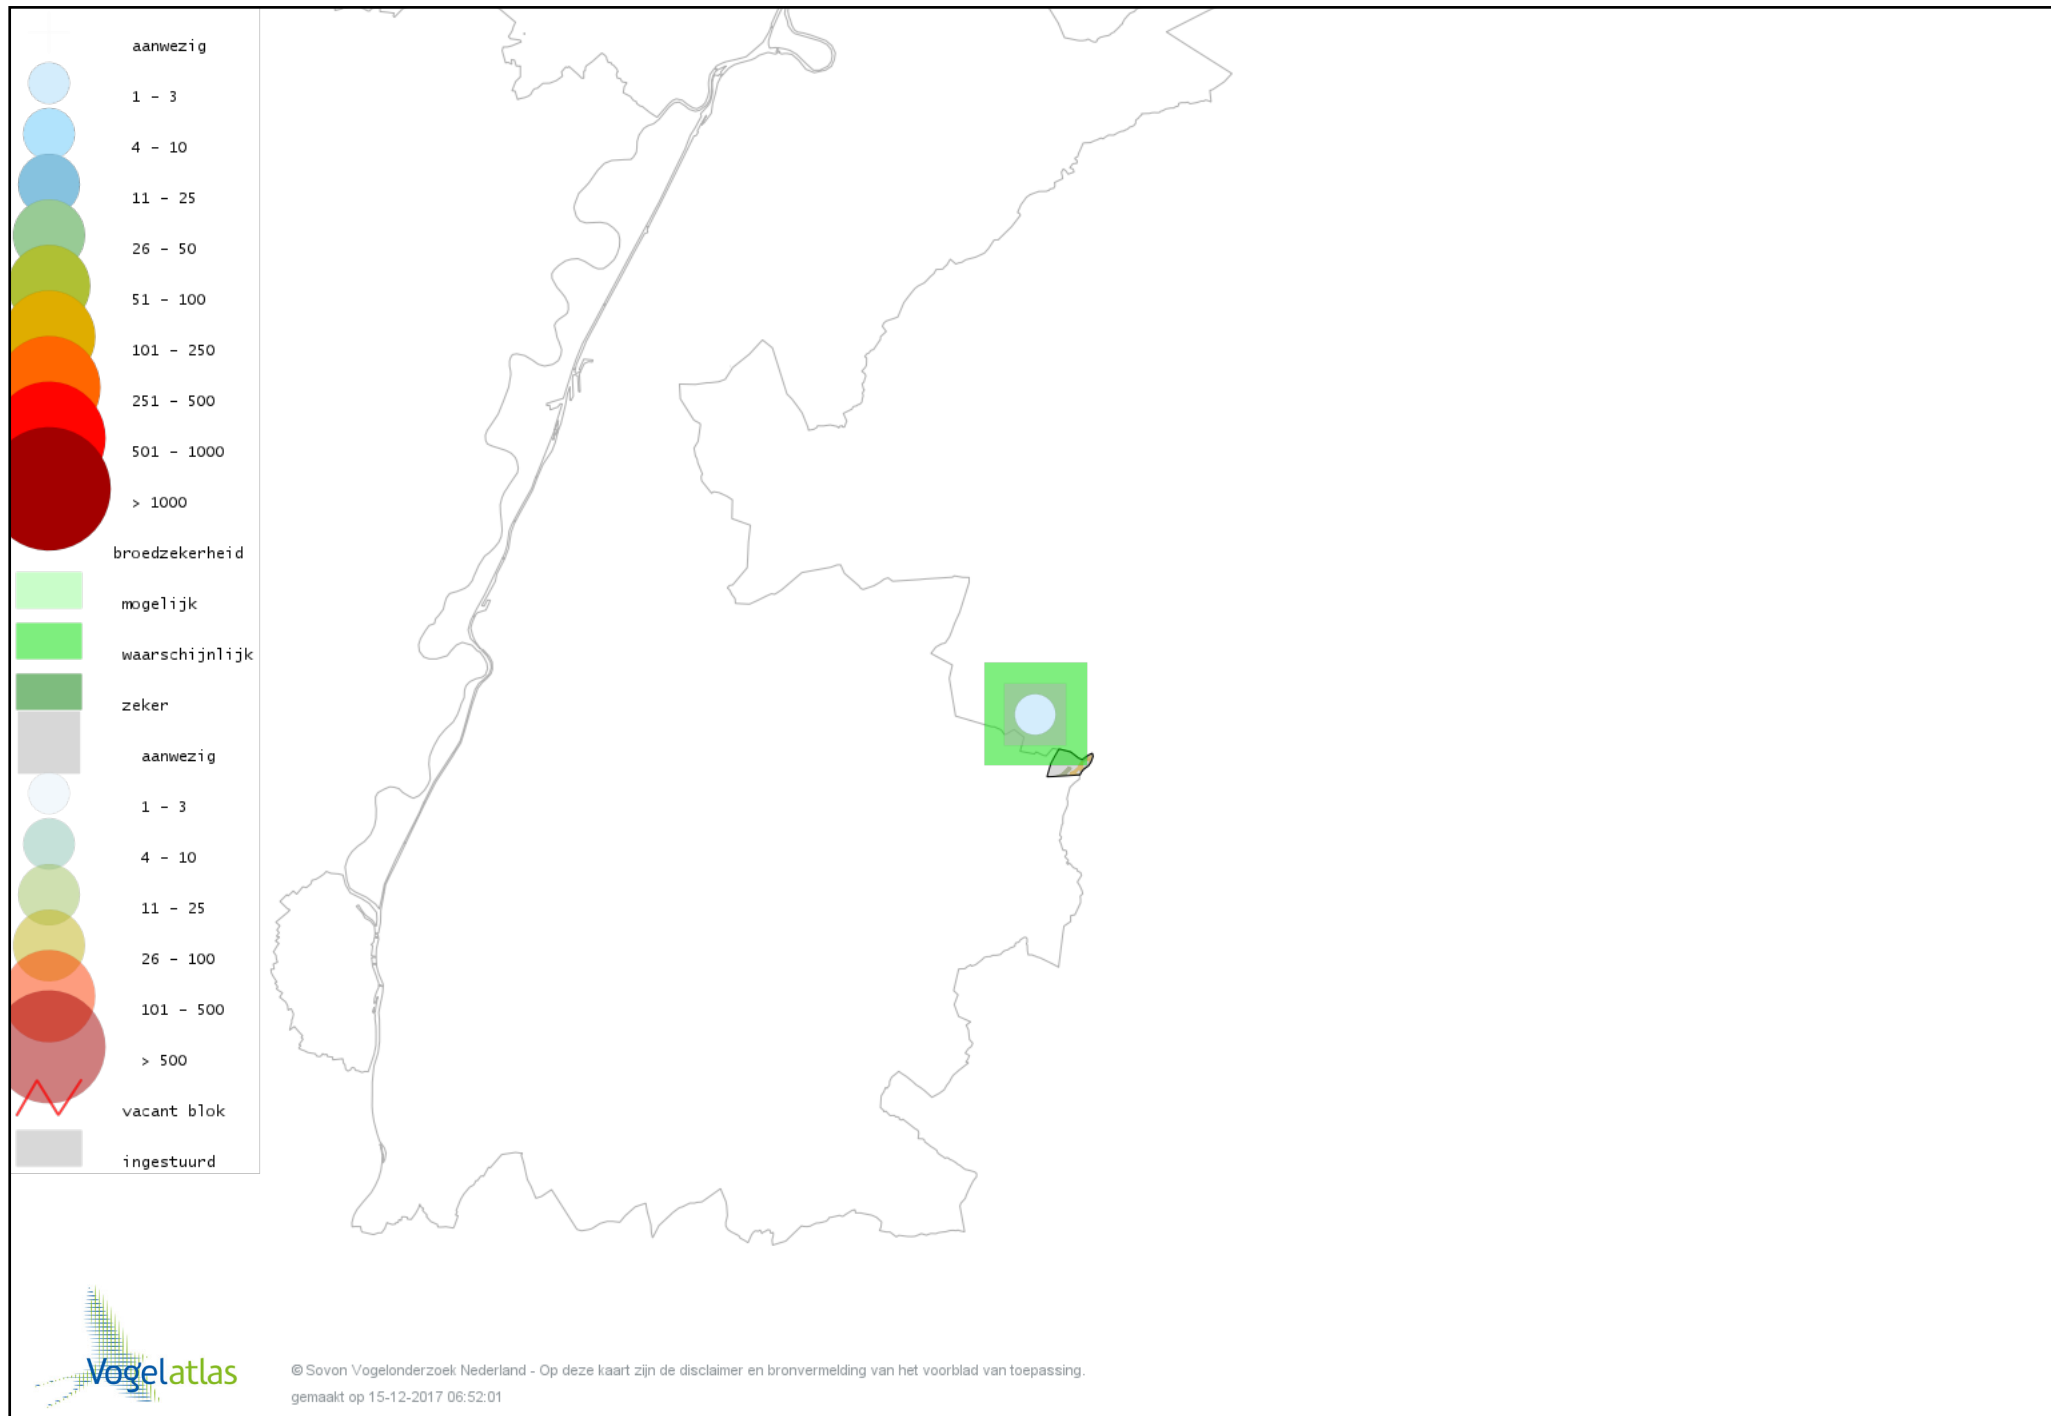 aanwezig
1 - 3
4 - 10
11 - 25
26 - 50
51 - 100
101 - 250
251 - 500
501 - 1000
> 1000
broedzekerheid
mogelijk
waarschijnlijk
zeker
aanwezig
1 - 3
4 - 10
11 - 25
26 - 100
101 - 500
> 500
vacant blok
ingestuurd
Vogelatlas
© Sovon Vogelonderzoek Nederland - Op deze kaart zijn de disclaimer en bronvermelding van het voorblad van toepassing.
gemaakt op 15-12-2017 06:52:01